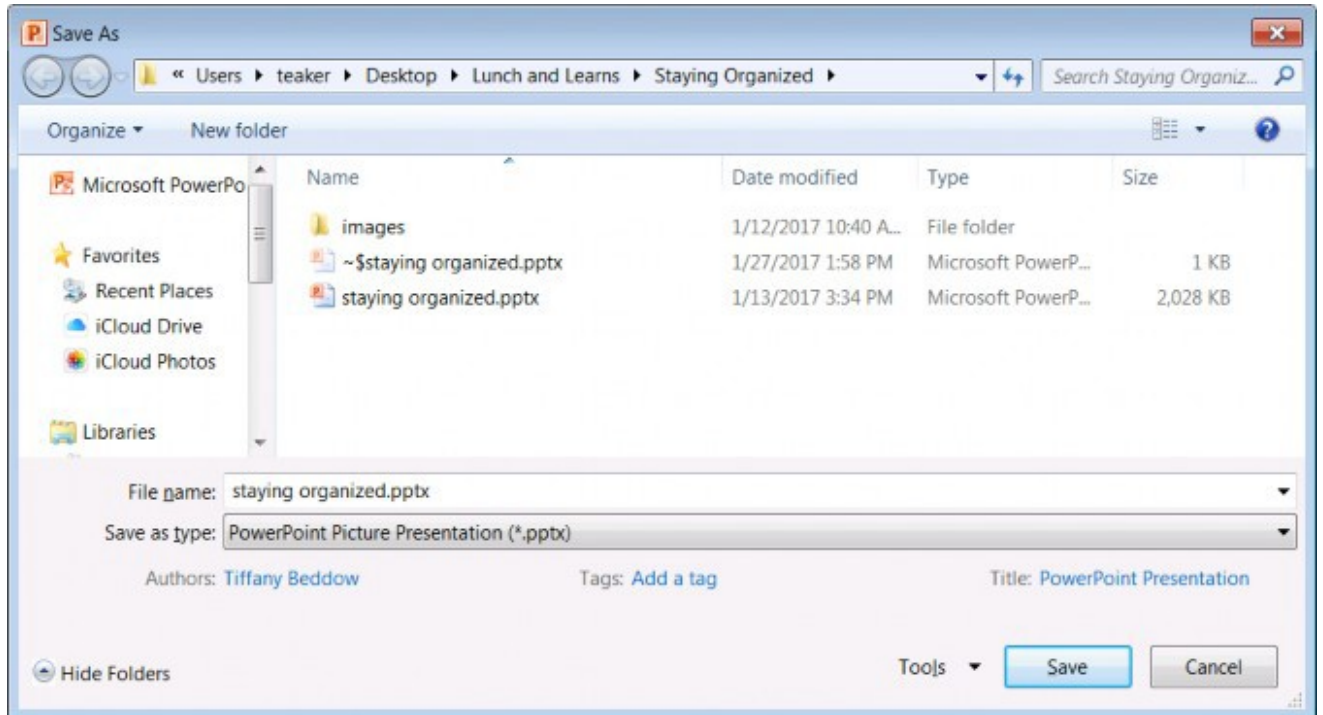 Save As
« Users ▸ teaker ▸ Desktop ▸ Lunch and Learns ▸ Staying Organized ▸ Search Staying Organiz...
Organize New folder
Microsoft PowerPo
Favorites
Recent Places
iCloud Drive
iCloud Photos
Libraries
Name Date modified Type Size
images 1/12/2017 10:40 A... File folder
~$staying organized.pptx 1/27/2017 1:58 PM Microsoft PowerP... 1 KB
staying organized.pptx 1/13/2017 3:34 PM Microsoft PowerP... 2,028 KB
File name: staying organized.pptx
Save as type: PowerPoint Picture Presentation (*.pptx)
Authors: Tiffany Beddow Tags: Add a tag Title: PowerPoint Presentation
Hide Folders Tools Save Cancel